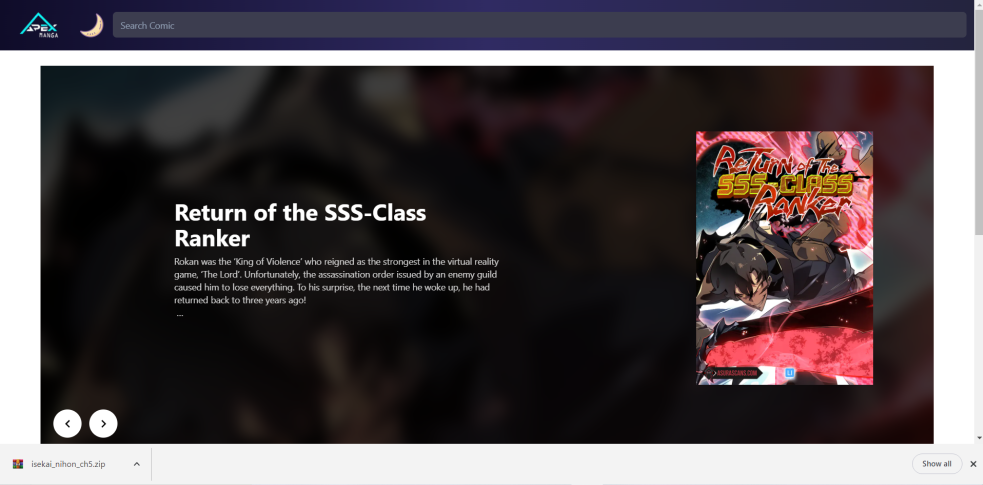 APEX
MANGA
Search Comic
Return of the SSS-Class
Ranker
Rokan was the ‘King of Violence’ who reigned as the strongest in the virtual reality
game, ‘The Lord’. Unfortunately, the assassination order issued by an enemy guild
caused him to lose everything. To his surprise, the next time he woke up, he had
returned back to three years ago!
...
Return of the
SSS-CLASS
Ranker
ASURASCANS.COM
isekai_nihon_ch5.zip
Show all